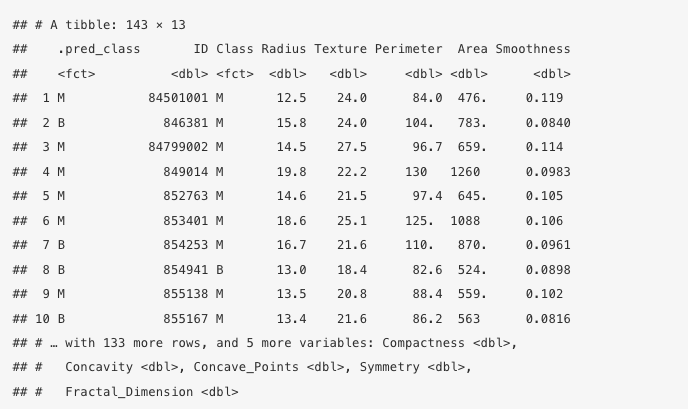 ## # A tibble: 143 × 13
##    .pred_class       ID Class Radius Texture Perimeter  Area Smoothness
##    <fct>          <dbl> <fct>  <dbl>   <dbl>     <dbl> <dbl>      <dbl>
##  1 M           84501001 M       12.5    24.0      84.0  476.     0.119
##  2 B             846381 M       15.8    24.0     104.   783.     0.0840
##  3 M           84799002 M       14.5    27.5      96.7  659.     0.114
##  4 M             849014 M       19.8    22.2     130   1260      0.0983
##  5 M             852763 M       14.6    21.5      97.4  645.     0.105
##  6 M             853401 M       18.6    25.1     125.  1088      0.106
##  7 B             854253 M       16.7    21.6     110.   870.     0.0961
##  8 B             854941 B       13.0    18.4      82.6  524.     0.0898
##  9 M             855138 M       13.5    20.8      88.4  559.     0.102
## 10 B             855167 M       13.4    21.6      86.2  563      0.0816
## # … with 133 more rows, and 5 more variables: Compactness <dbl>,
## #   Concavity <dbl>, Concave_Points <dbl>, Symmetry <dbl>,
## #   Fractal_Dimension <dbl>